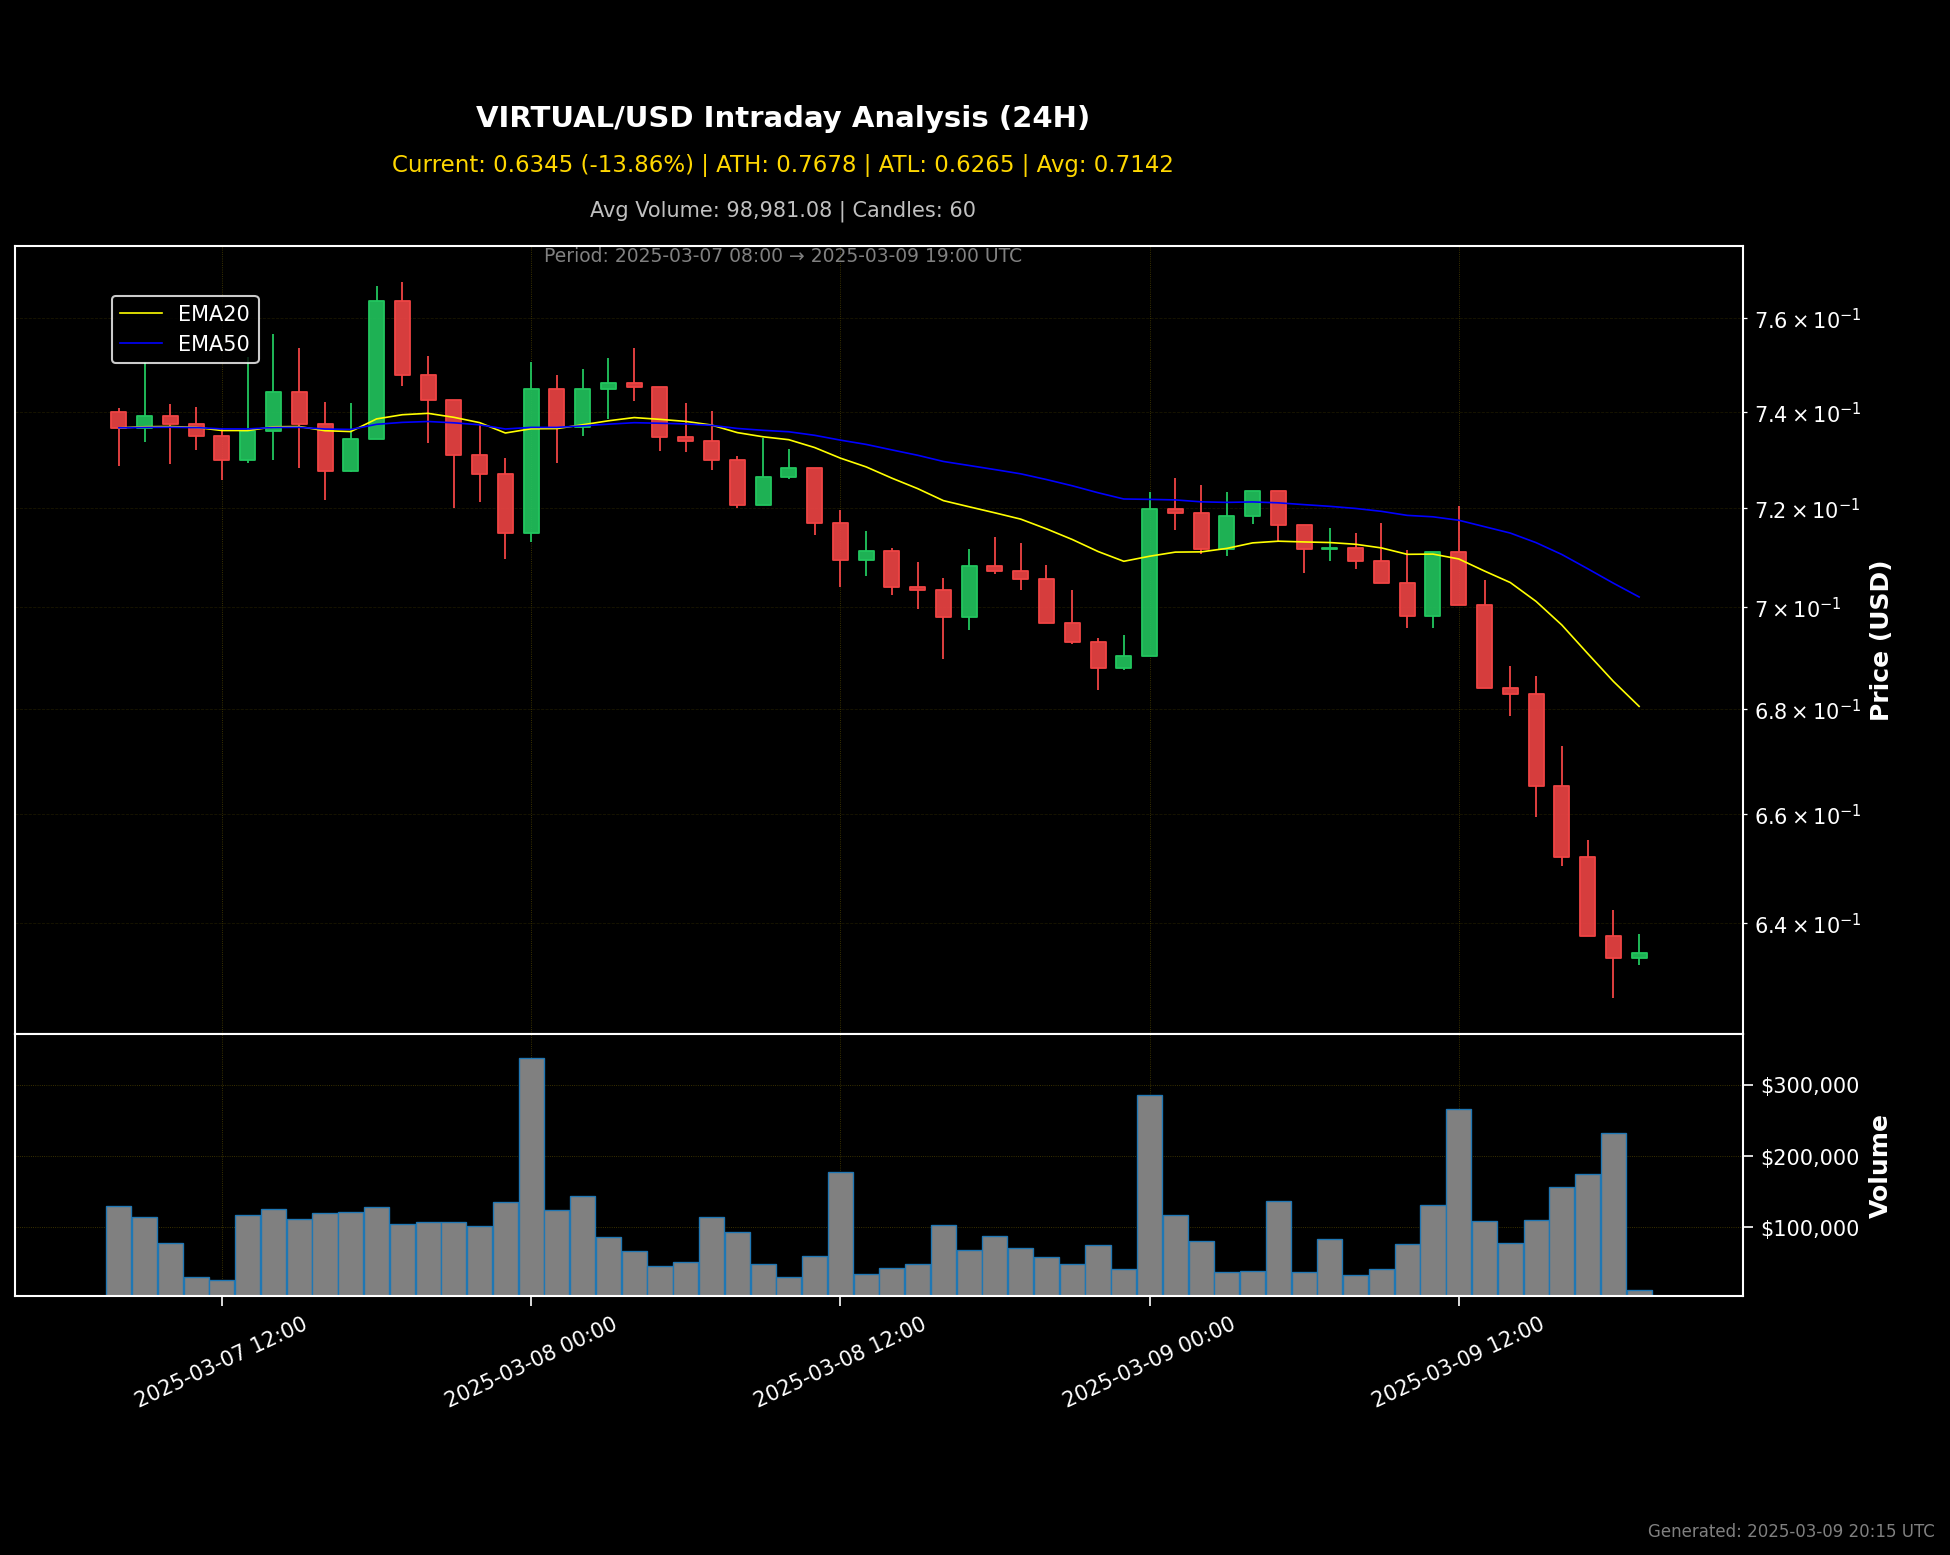 VIRTUAL/USD Intraday Analysis (24H)
Current: 0.6345 (-13.86%) | ATH: 0.7678 | ATL: 0.6265 | Avg: 0.7142
Avg Volume: 98,981.08 | Candles: 60
Period: 2025-03-07 08:00 → 2025-03-09 19:00 UTC
EMA20
EMA50
7.6 × 10⁻¹
7.4 × 10⁻¹
7.2 × 10⁻¹
7 × 10⁻¹
6.8 × 10⁻¹
6.6 × 10⁻¹
6.4 × 10⁻¹
Price (USD)
$300,000
$200,000
$100,000
Volume
2025-03-07 12:00
2025-03-08 00:00
2025-03-08 12:00
2025-03-09 00:00
2025-03-09 12:00
Generated: 2025-03-09 20:15 UTC